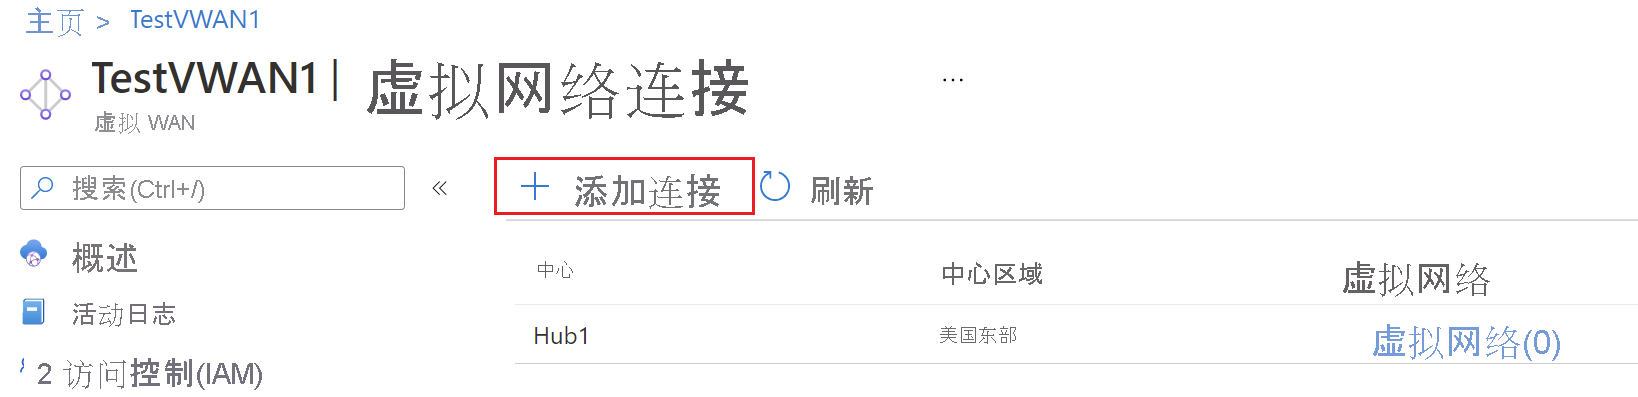 主页 > TestVWAN1
TestVWAN1 | 虚拟网络连接 ...
虚拟 WAN
搜索(Ctrl+/) «
+ 添加连接 刷新
概述
活动日志
2 访问控制(IAM)
中心 中心区域 虚拟网络
Hub1 美国东部 虚拟网络(0)